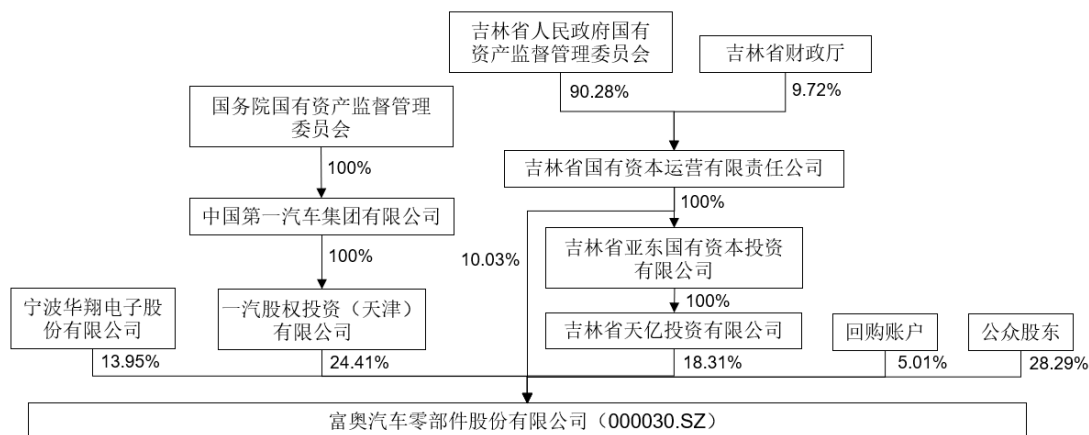 吉林省人民政府国有
资产监督管理委员会
吉林省财政厅
90.28%
9.72%
国务院国有资产监督管理
委员会
100%
吉林省国有资本运营有限责任公司
100%
中国第一汽车集团有限公司
100%
10.03%
吉林省亚东国有资本投资
有限公司
100%
宁波华翔电子股
份有限公司
一汽股权投资（天津）
有限公司
吉林省天亿投资有限公司
回购账户
公众股东
13.95%
24.41%
18.31%
5.01%
28.29%
富奥汽车零部件股份有限公司（000030.SZ）